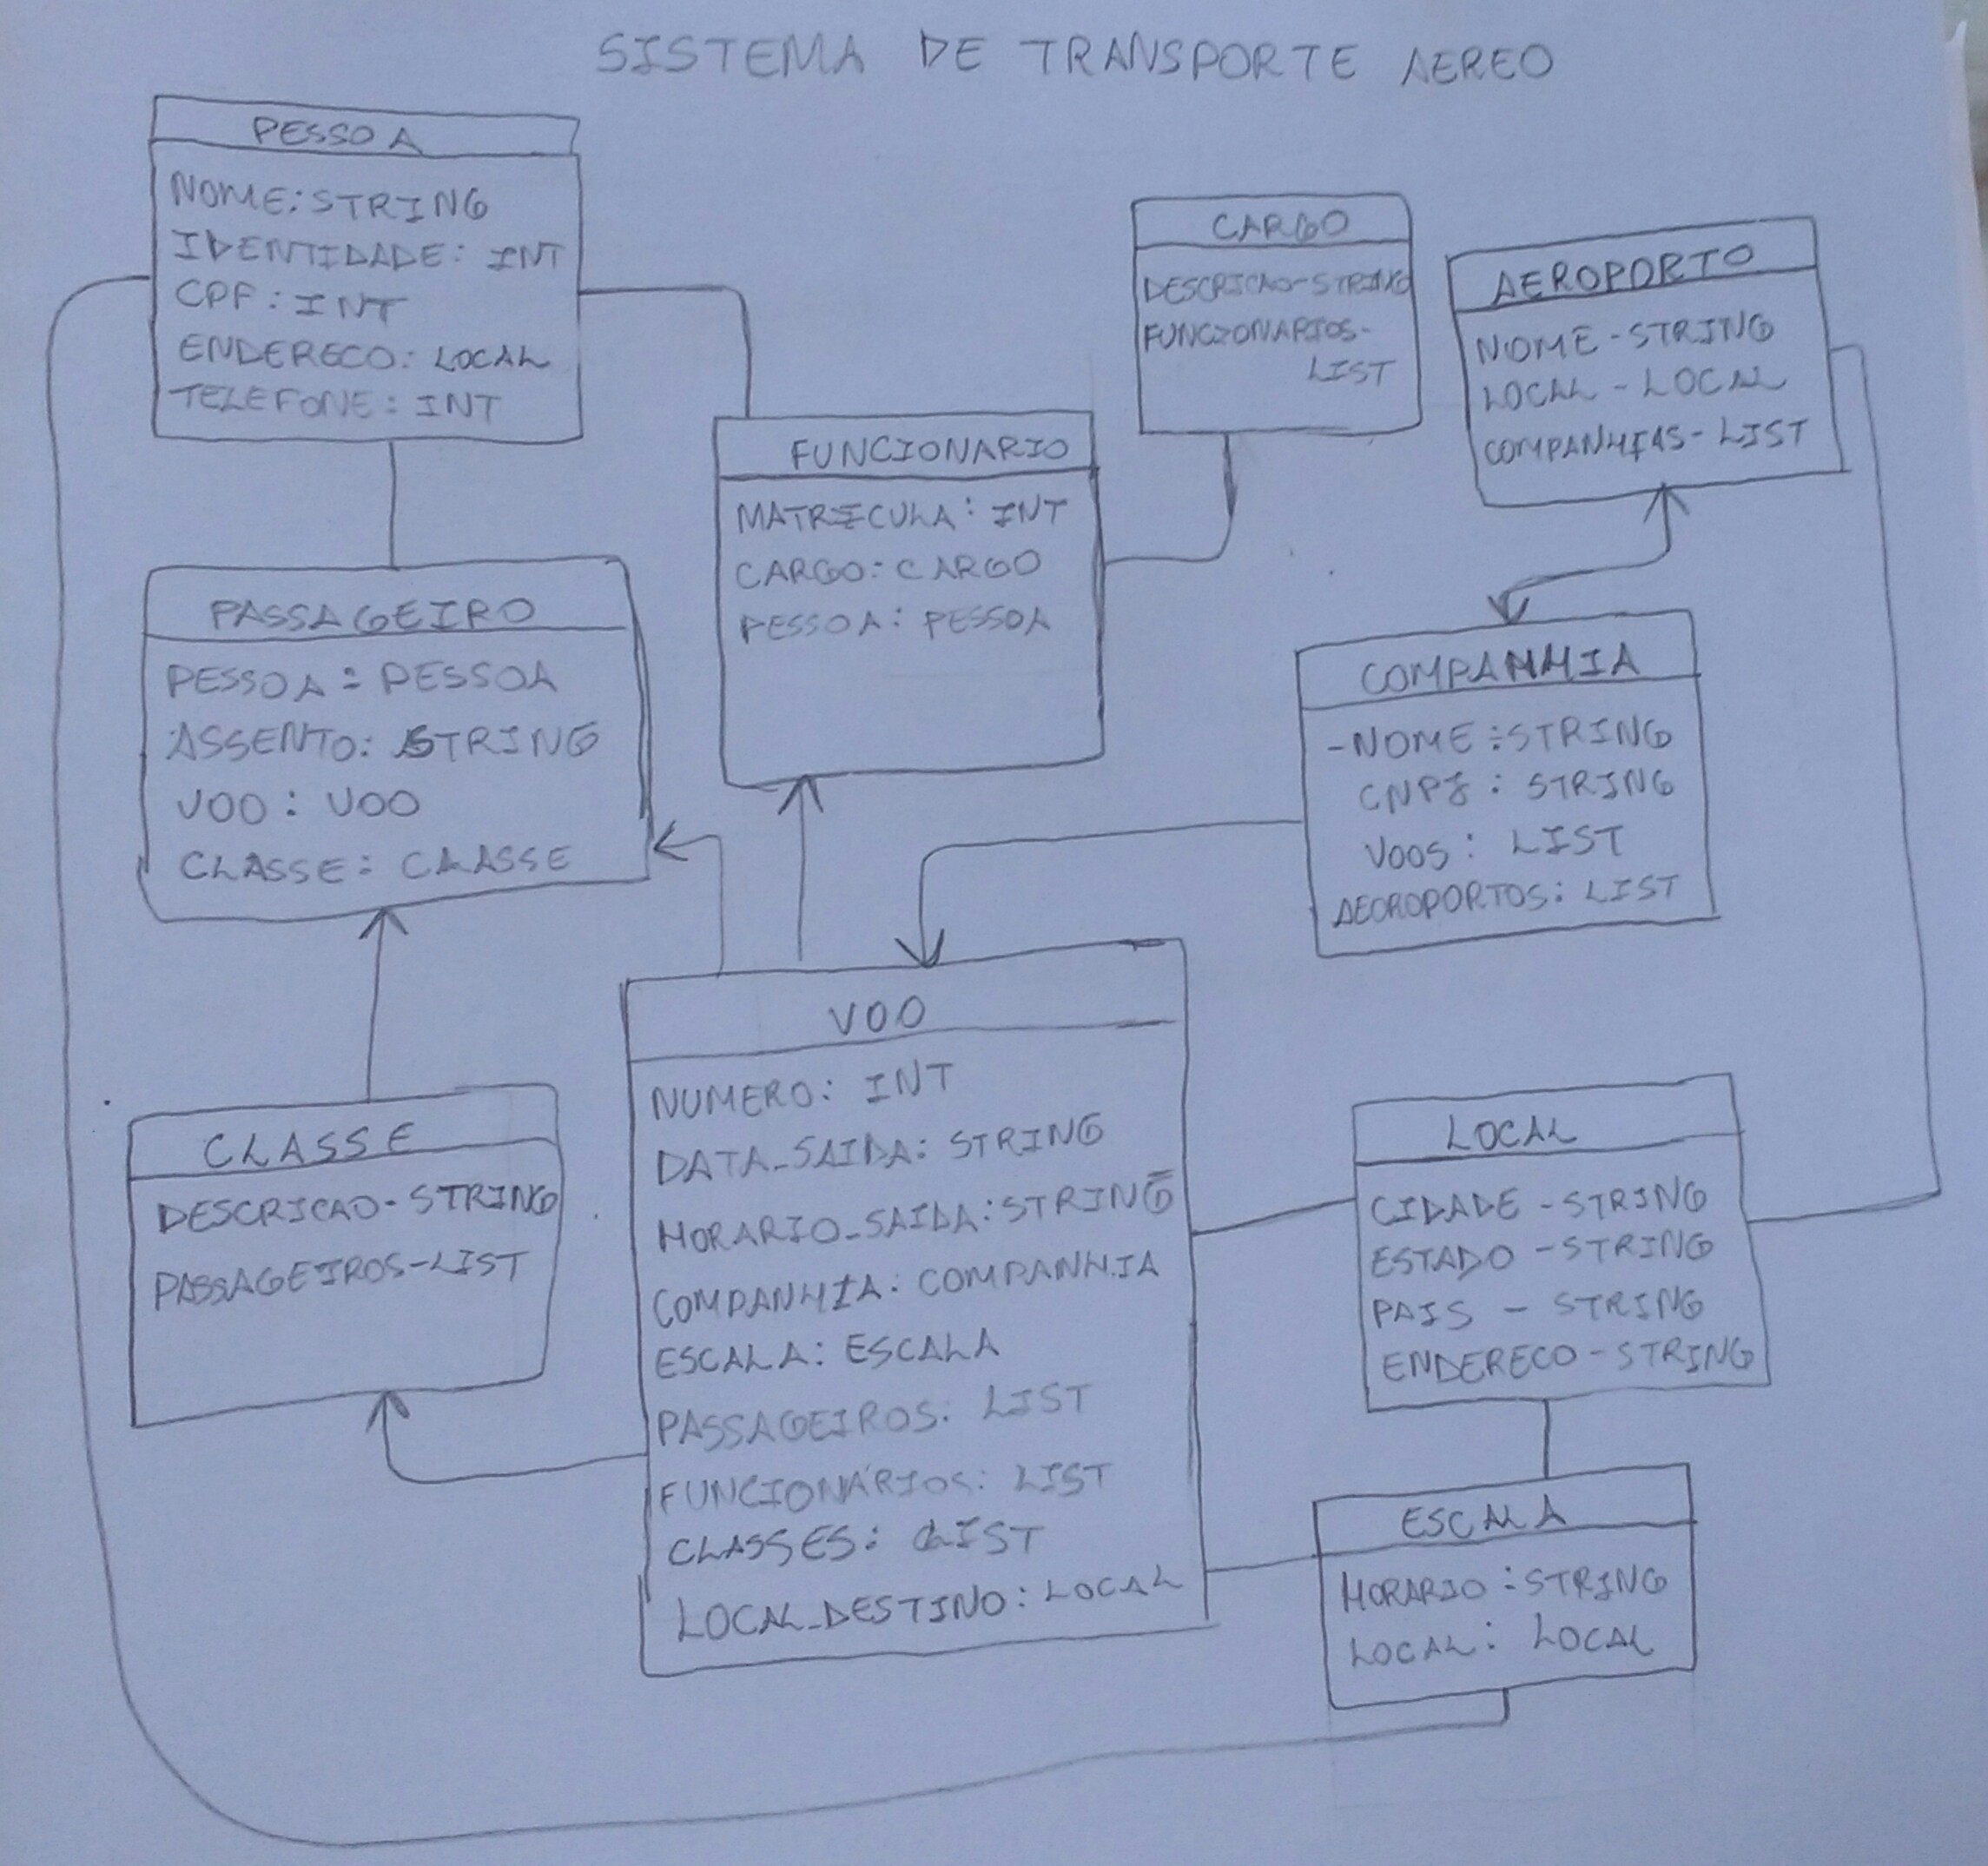 SISTEMA DE TRANSPORTE AEREO
PESSOA
NOME: STRING
IDENTIDADE: INT
CPF: INT
ENDERECO: LOCAL
TELEFONE: INT
CARGO
DESCRICAO-STRING
FUNCIONARIOS-
LIST
AEROPORTO
NOME-STRING
LOCAL-LOCAL
COMPANHIAS-LIST
FUNCIONARIO
MATRICULA: INT
CARGO: CARGO
PESSOA: PESSOA
PASSAGEIRO
PESSOA: PESSOA
ASSENTO: STRING
VOO: VOO
CLASSE: CLASSE
COMPANHIA
-NOME: STRING
CNPJ: STRING
VOOS: LIST
AEOROPORTOS: LIST
VOO
NUMERO: INT
DATA_SAIDA: STRING
HORARIO_SAIDA: STRING
COMPANHIA: COMPANHIA
ESCALA: ESCALA
PASSAGEIROS: LIST
FUNCIONÁRIOS: LIST
CLASSES: LIST
LOCAL_DESTINO: LOCAL
CLASSE
DESCRICAO-STRING
PASSAGEIROS-LIST
LOCAL
CIDADE-STRING
ESTADO-STRING
PAIS - STRING
ENDERECO-STRING
ESCALA
HORARIO: STRING
LOCAL: LOCAL